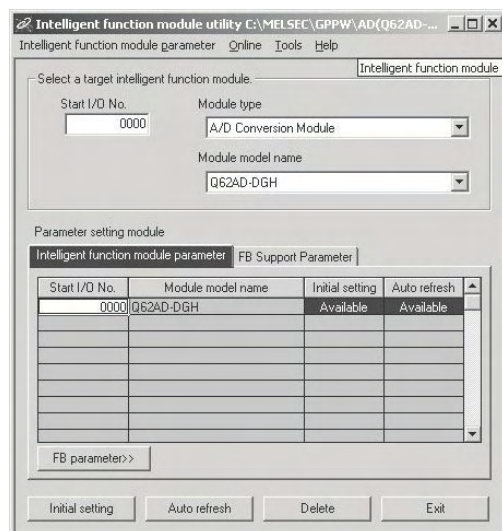 Intelligent function module utility C:\MELSEC\GPPW\AD(Q62AD-...
Intelligent function module parameter Online Tools Help
Intelligent function module
Select a target intelligent function module.
Start I/O No. Module type
0000 A/D Conversion Module
Module model name
Q62AD-DGH
Parameter setting module
Intelligent function module parameter FB Support Parameter
Start I/O No. Module model name Initial setting Auto refresh
0000 Q62AD-DGH Available Available
FB parameter>>
Initial setting Auto refresh Delete Exit